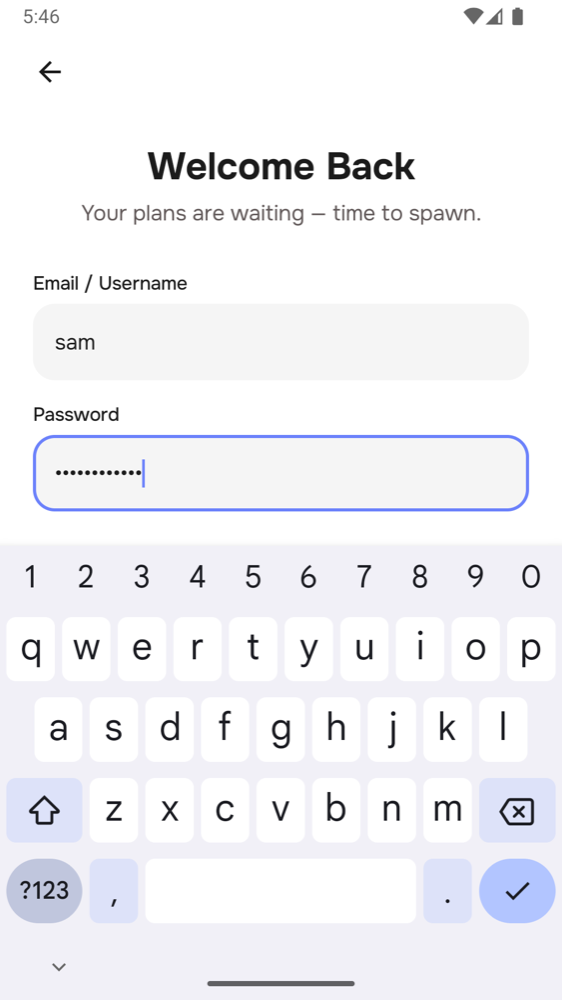 5:46
Welcome Back
Your plans are waiting — time to spawn.
Email / Username
sam
Password
••••••••••••
1 2 3 4 5 6 7 8 9 0
q w e r t y u i o p
a s d f g h j k l
z x c v b n m
?123 , .